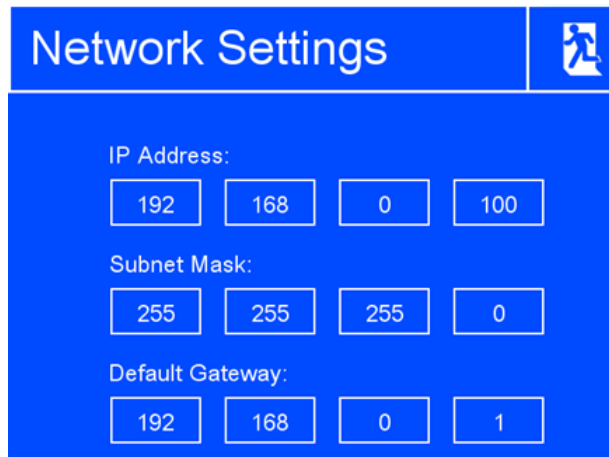 Network Settings
IP Address:
192 168 0 100
Subnet Mask:
255 255 255 0
Default Gateway:
192 168 0 1